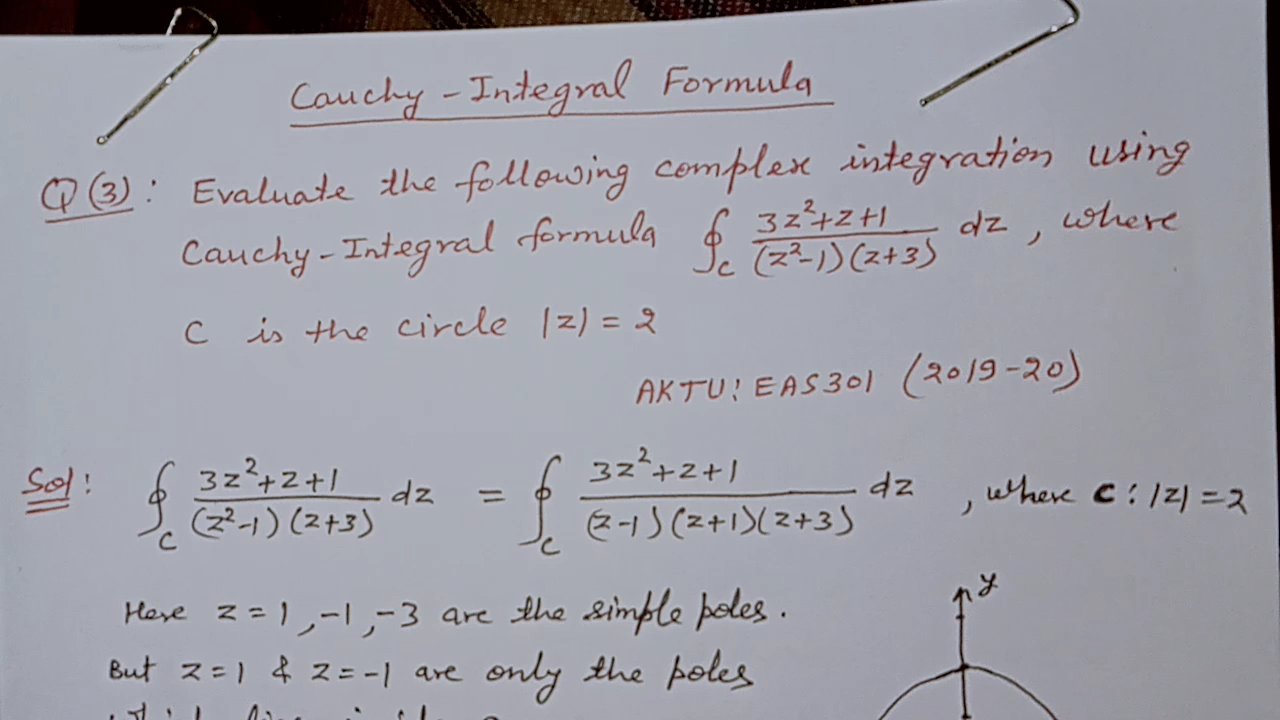 Cauchy-Integral Formula
Q(3): Evaluate the following complex integration using
Cauchy-Integral formula ∮_C (3z²+z+1)/((z²-1)(z+3)) dz, where
C is the circle |z|=2
AKTU: EAS301 (2019-20)
Sol: ∮_C (3z²+z+1)/((z²-1)(z+3)) dz = ∮_C (3z²+z+1)/((z-1)(z+1)(z+3)) dz, where C: |z|=2
y
Here z=1,-1,-3 are the simple poles.
But z=1 & z=-1 are only the poles